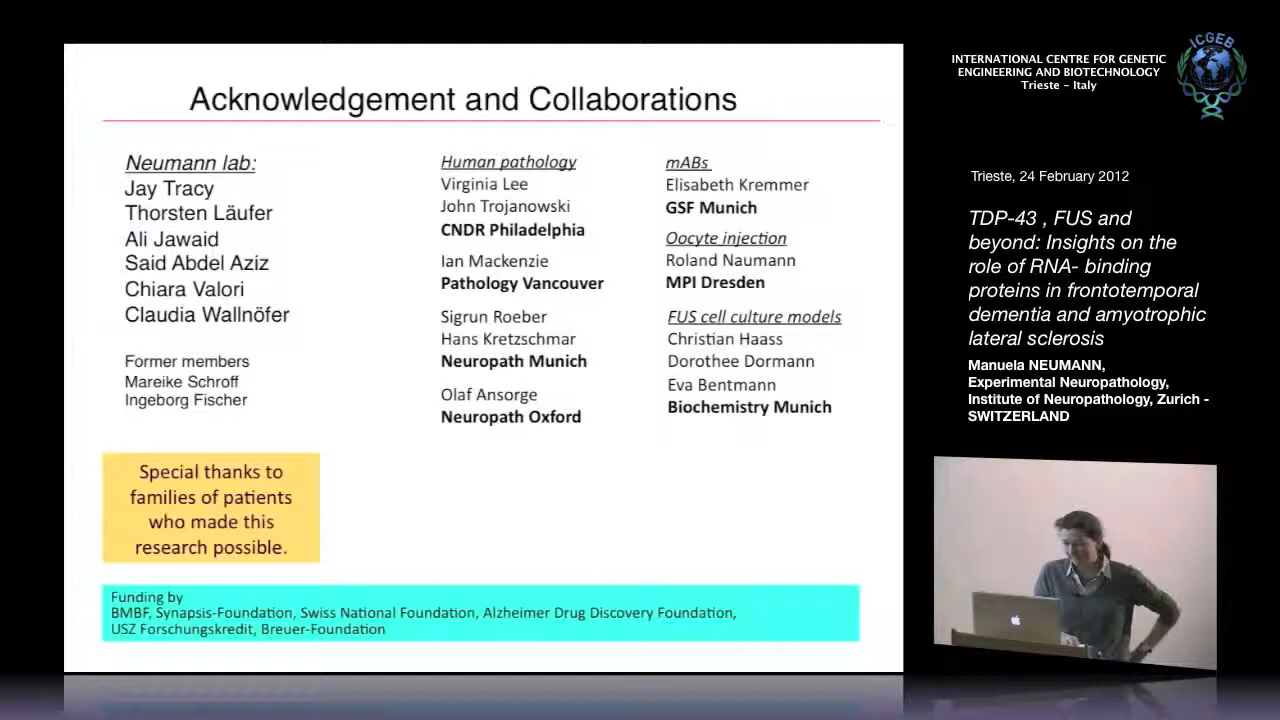 Acknowledgement and Collaborations
Neumann lab:
Jay Tracy
Thorsten Läufer
Ali Jawaid
Said Abdel Aziz
Chiara Valori
Claudia Wallnöfer
Former members
Mareike Schroff
Ingeborg Fischer
Human pathology
Virginia Lee
John Trojanowski
CNDR Philadelphia
Ian Mackenzie
Pathology Vancouver
Sigrun Roeber
Hans Kretzschmar
Neuropath Munich
Olaf Ansorge
Neuropath Oxford
mABs
Elisabeth Kremmer
GSF Munich
Oocyte injection
Roland Naumann
MPI Dresden
FUS cell culture models
Christian Haass
Dorothee Dormann
Eva Bentmann
Biochemistry Munich
Special thanks to
families of patients
who made this
research possible.
Funding by
BMBF, Synapsis-Foundation, Swiss National Foundation, Alzheimer Drug Discovery Foundation,
USZ Forschungskredit, Breuer-Foundation
INTERNATIONAL CENTRE FOR GENETIC
ENGINEERING AND BIOTECHNOLOGY
Trieste - Italy
ICGEB
Trieste, 24 February 2012
TDP-43 , FUS and
beyond: Insights on the
role of RNA- binding
proteins in frontotemporal
dementia and amyotrophic
lateral sclerosis
Manuela NEUMANN,
Experimental Neuropathology,
Institute of Neuropathology, Zurich -
SWITZERLAND